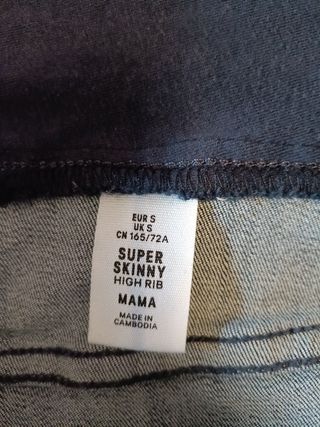 EUR S
UK S
CN 165/72A
SUPER
SKINNY
HIGH RIB
MAMA
MADE IN
CAMBODIA